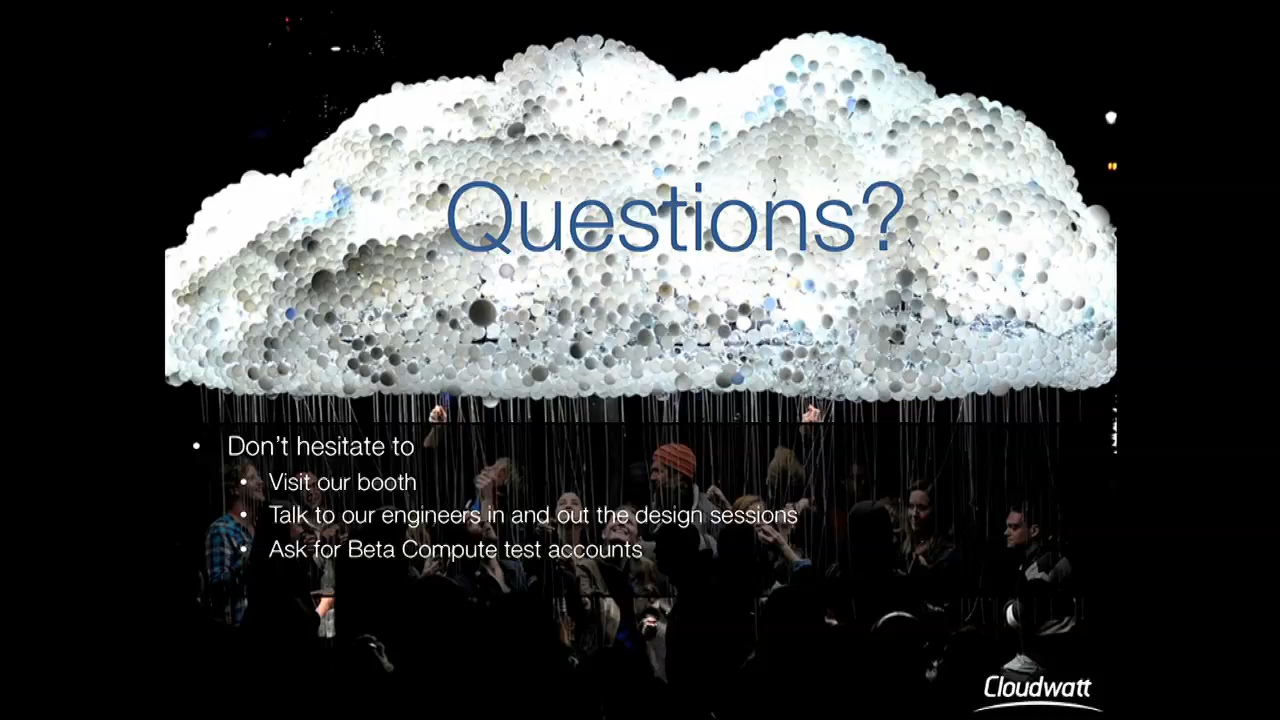 Questions?
• Don’t hesitate to
• Visit our booth
• Talk to our engineers in and out the design sessions
• Ask for Beta Compute test accounts
Cloudwatt